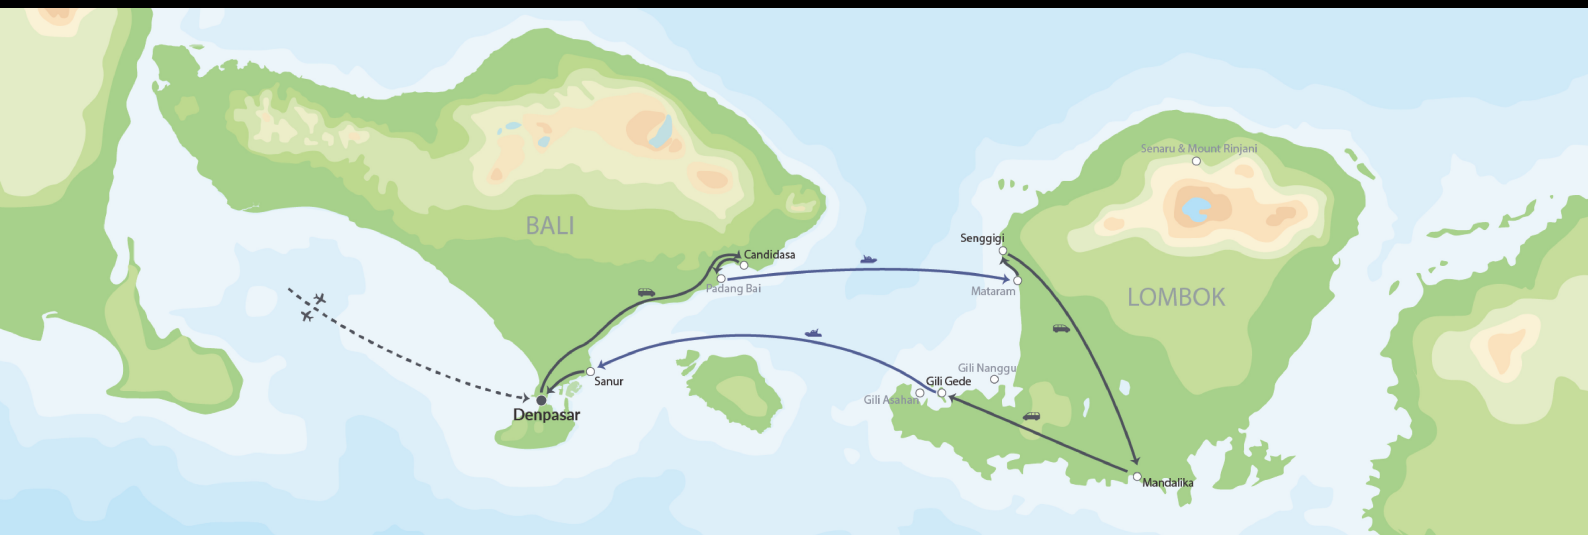 Senaru & Mount Rinjani
BALI
Senggigi
Candidasa
Padang Bai
Mataram
LOMBOK
Gili Nanggu
Sanur
Gili Gede
Gili Asahan
Denpasar
Mandalika